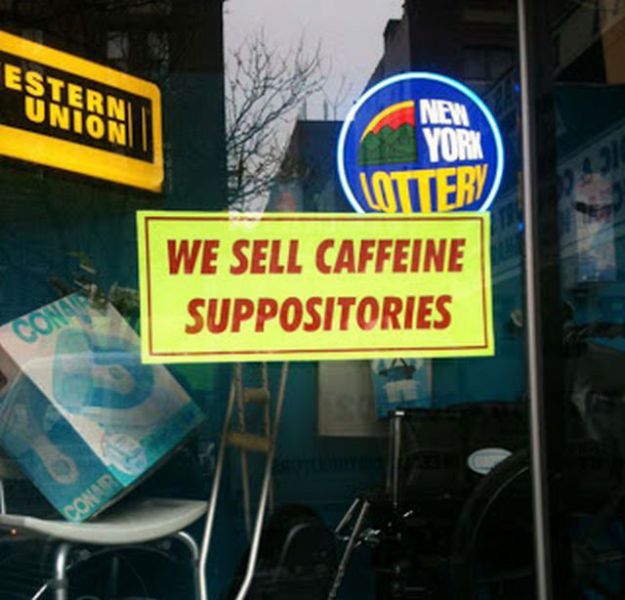 ESTERN
UNION
NEW
YORK
LOTTERY
WE SELL CAFFEINE
SUPPOSITORIES
CONAIR
CONAIR